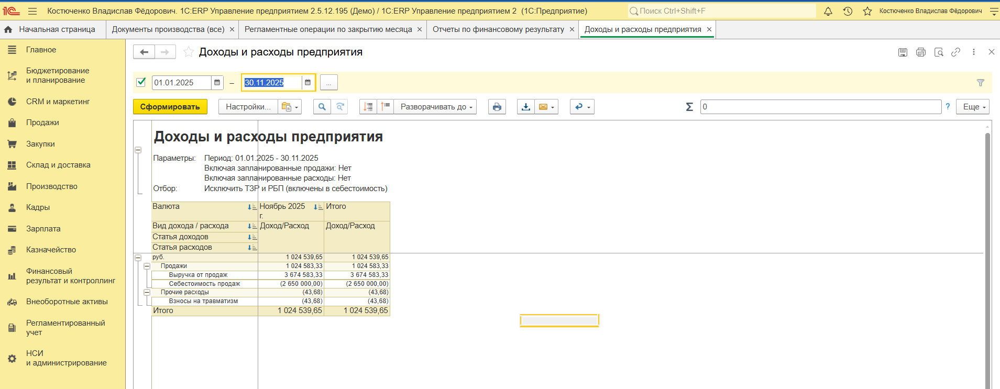 1С Костюченко Владислав Фёдорович. 1С:ERP Управление предприятием 2.5.12.195 (Демо) / 1С:ERP Управление предприятием 2 (1С:Предприятие) Поиск Ctrl+Shift+F Костюченко Владислав Фёдорович
Начальная страница Документы производства (все) × Регламентные операции по закрытию месяца × Отчеты по финансовому результату × Доходы и расходы предприятия ×
Главное
Бюджетирование
и планирование
CRM и маркетинг
Продажи
Закупки
Склад и доставка
Производство
Кадры
Зарплата
Казначейство
Финансовый
результат и контроллинг
Внеоборотные активы
Регламентированный
учет
НСИ
и администрирование
Доходы и расходы предприятия
01.01.2025 – 30.11.2025 ...
Сформировать Настройки... Разворачивать до Σ 0 ? Еще
Доходы и расходы предприятия
Параметры: Период: 01.01.2025 - 30.11.2025
Включая запланированные продажи: Нет
Включая запланированные расходы: Нет
Отбор: Исключить ТЗР и РБП (включены в себестоимость)
Валюта Ноябрь 2025 Итого
г.
Вид дохода / расхода Доход/Расход Доход/Расход
Статья доходов
Статья расходов
руб. 1 024 539,65 1 024 539,65
Продажи 1 024 583,33 1 024 583,33
Выручка от продаж 3 674 583,33 3 674 583,33
Себестоимость продаж (2 650 000,00) (2 650 000,00)
Прочие расходы (43,68) (43,68)
Взносы на травматизм (43,68) (43,68)
Итого 1 024 539,65 1 024 539,65